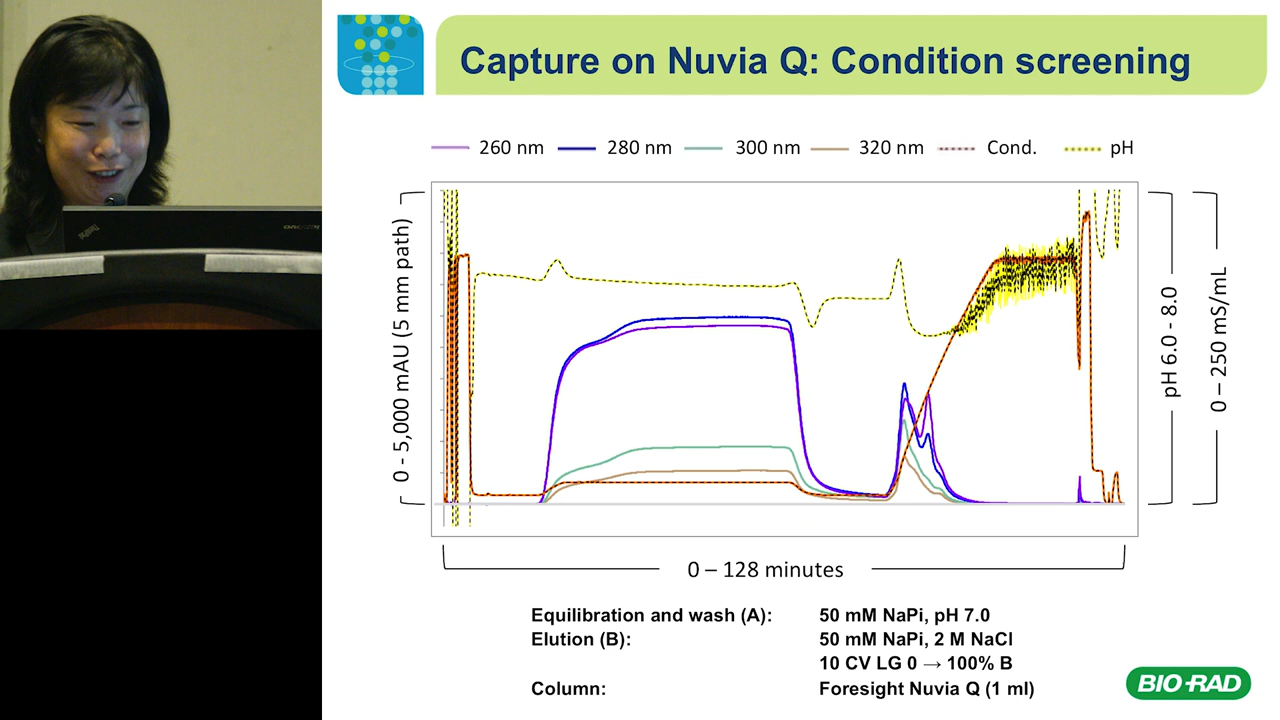 Capture on Nuvia Q: Condition screening
260 nm 280 nm 300 nm 320 nm Cond. pH
0 - 5,000 mAU (5 mm path)
pH 6.0 - 8.0
0 – 250 mS/mL
0 – 128 minutes
Equilibration and wash (A): 50 mM NaPi, pH 7.0
Elution (B): 50 mM NaPi, 2 M NaCl
10 CV LG 0 → 100% B
Column: Foresight Nuvia Q (1 ml)
BIO-RAD